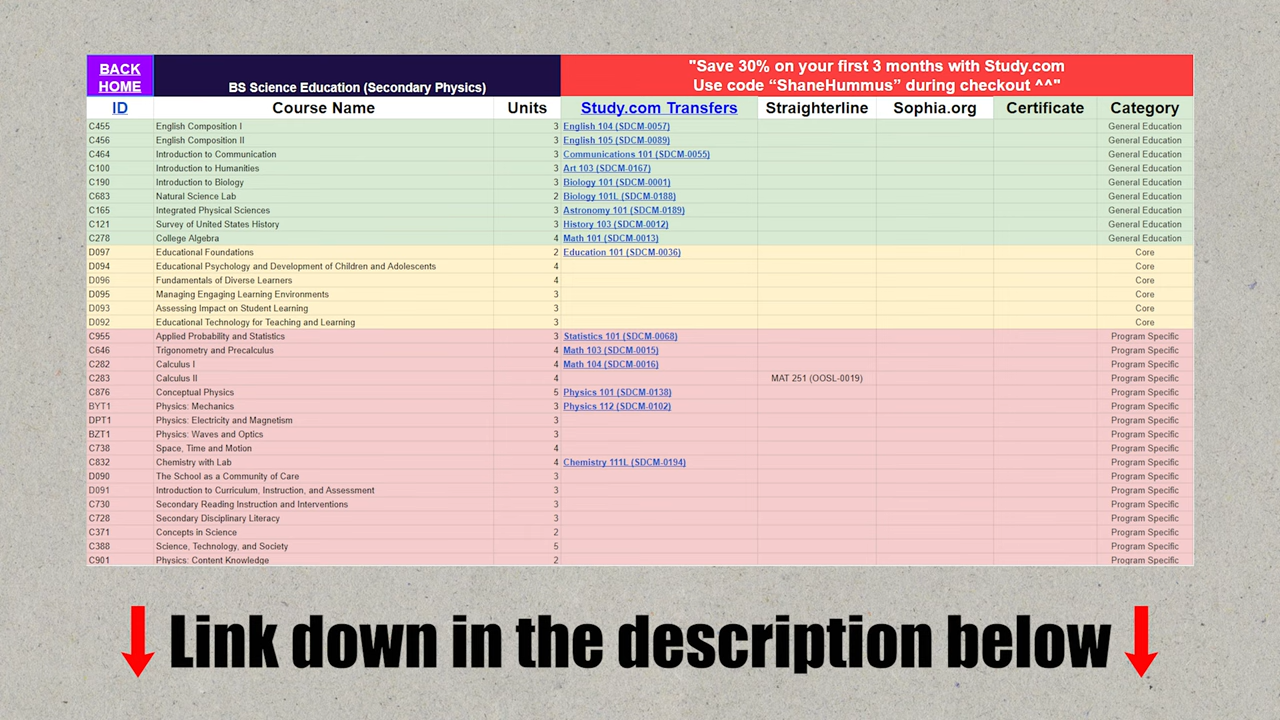 BACK HOME BS Science Education (Secondary Physics) "Save 30% on your first 3 months with Study.com
Use code “ShaneHummus” during checkout ^^"
ID Course Name Units Study.com Transfers Straighterline Sophia.org Certificate Category
C455 English Composition I 3 English 104 (SDCM-0057) General Education
C456 English Composition II 3 English 105 (SDCM-0089) General Education
C464 Introduction to Communication 3 Communications 101 (SDCM-0055) General Education
C100 Introduction to Humanities 3 Art 103 (SDCM-0167) General Education
C190 Introduction to Biology 3 Biology 101 (SDCM-0001) General Education
C683 Natural Science Lab 2 Biology 101L (SDCM-0188) General Education
C165 Integrated Physical Sciences 3 Astronomy 101 (SDCM-0189) General Education
C121 Survey of United States History 3 History 103 (SDCM-0012) General Education
C278 College Algebra 4 Math 101 (SDCM-0013) General Education
D097 Educational Foundations 2 Education 101 (SDCM-0036) Core
D094 Educational Psychology and Development of Children and Adolescents 4 Core
D096 Fundamentals of Diverse Learners 4 Core
D095 Managing Engaging Learning Environments 3 Core
D093 Assessing Impact on Student Learning 3 Core
D092 Educational Technology for Teaching and Learning 3 Core
C955 Applied Probability and Statistics 3 Statistics 101 (SDCM-0068) Program Specific
C646 Trigonometry and Precalculus 4 Math 103 (SDCM-0015) Program Specific
C282 Calculus I 4 Math 104 (SDCM-0016) Program Specific
C283 Calculus II 4 MAT 251 (OOSL-0019) Program Specific
C876 Conceptual Physics 5 Physics 101 (SDCM-0138) Program Specific
BYT1 Physics: Mechanics 3 Physics 112 (SDCM-0102) Program Specific
DPT1 Physics: Electricity and Magnetism 3 Program Specific
BZT1 Physics: Waves and Optics 3 Program Specific
C738 Space, Time and Motion 4 Program Specific
C832 Chemistry with Lab 4 Chemistry 111L (SDCM-0194) Program Specific
D090 The School as a Community of Care 3 Program Specific
D091 Introduction to Curriculum, Instruction, and Assessment 3 Program Specific
C730 Secondary Reading Instruction and Interventions 3 Program Specific
C728 Secondary Disciplinary Literacy 3 Program Specific
C371 Concepts in Science 2 Program Specific
C388 Science, Technology, and Society 5 Program Specific
C901 Physics: Content Knowledge 2 Program Specific
Link down in the description below